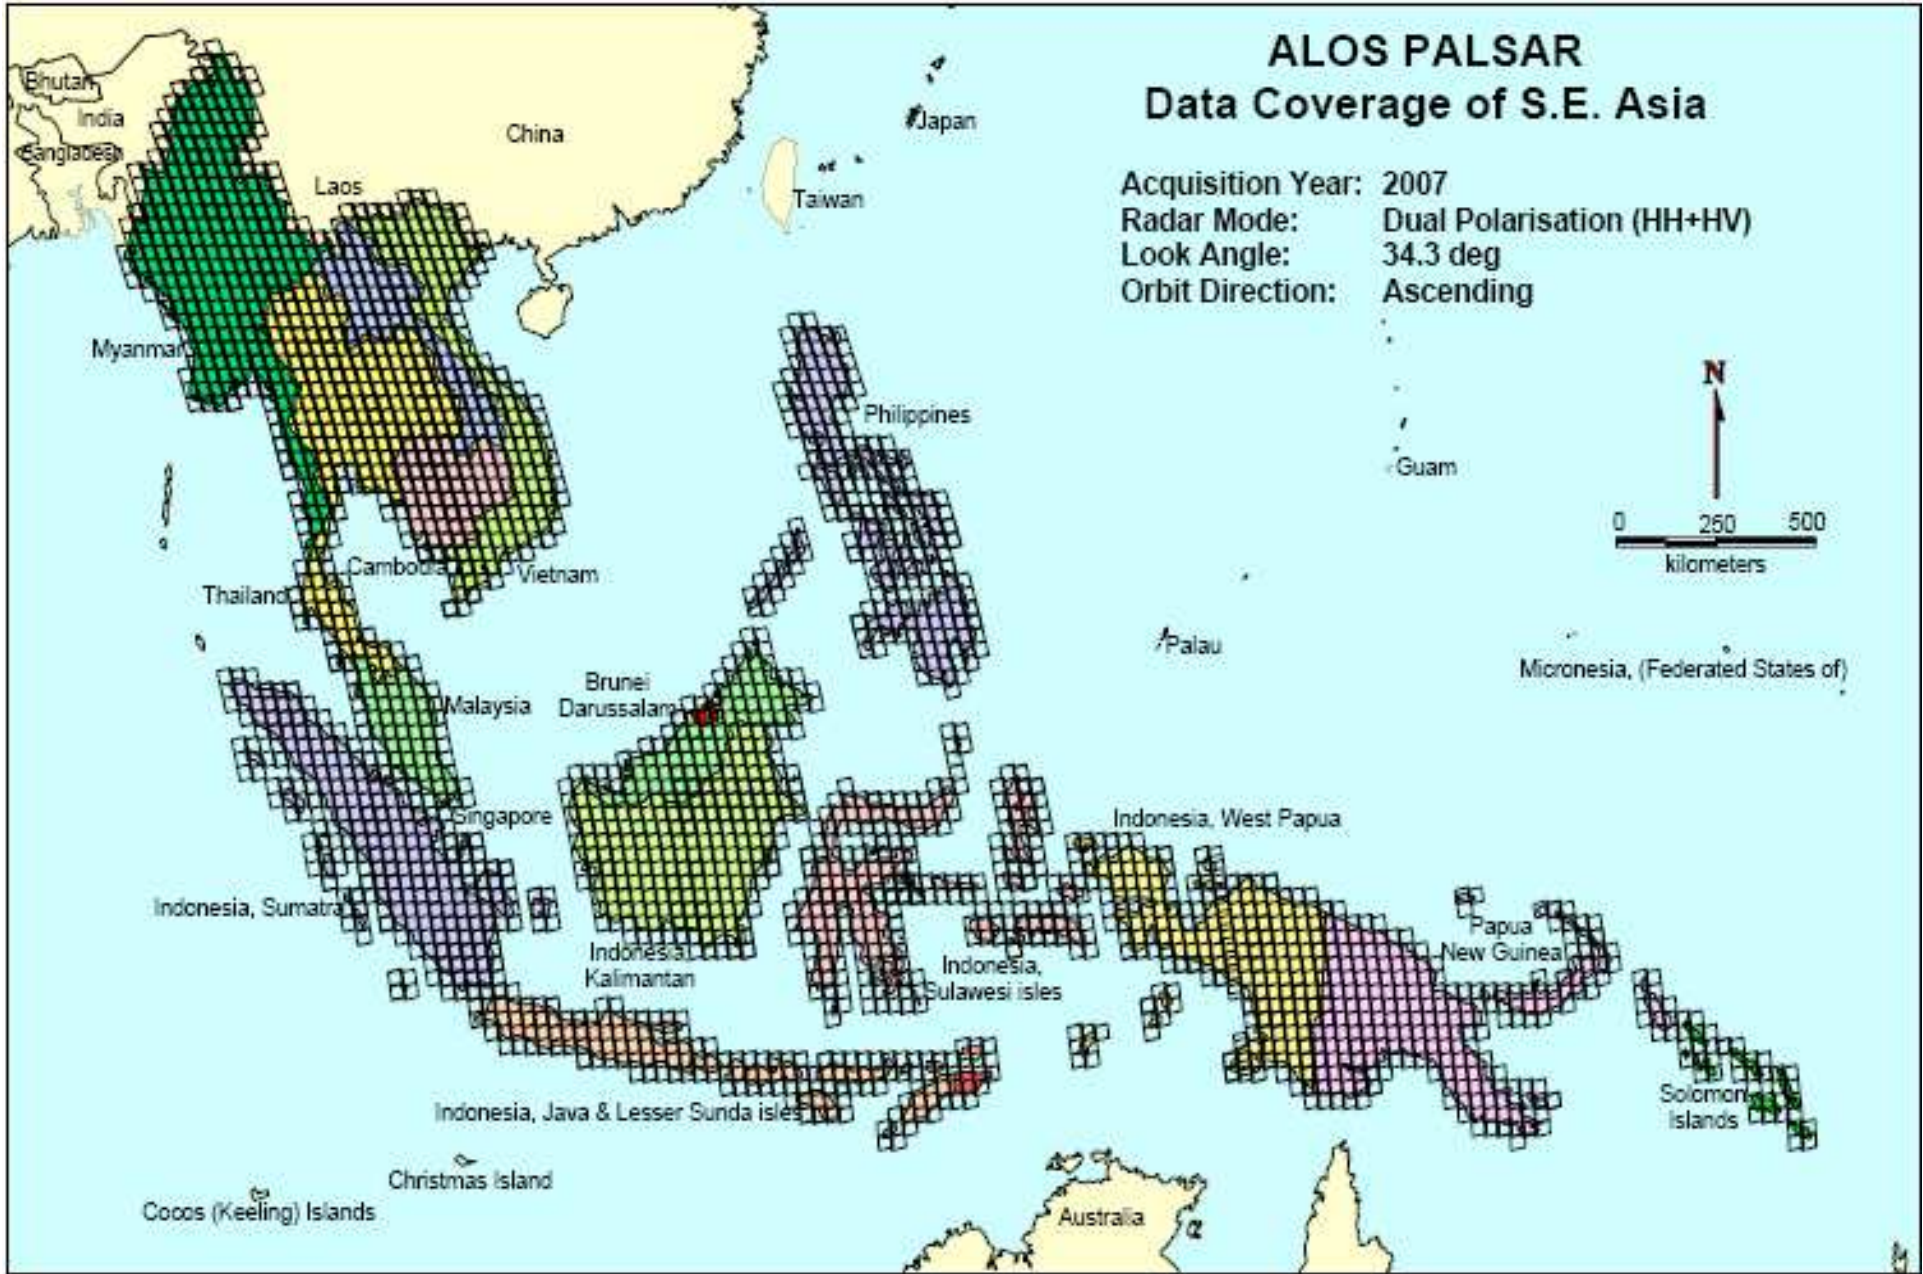 ALOS PALSAR
Data Coverage of S.E. Asia
Acquisition Year: 2007
Radar Mode: Dual Polarisation (HH+HV)
Look Angle: 34.3 deg
Orbit Direction: Ascending
Bhutan
India
Bangladesh
China
Japan
Laos
Taiwan
Myanmar
N
Philippines
Guam
0 250 500
kilometers
Cambodia
Vietnam
Thailand
Palau
Micronesia, (Federated States of)
Brunei
Darussalam
Malaysia
Singapore
Indonesia, West Papua
Indonesia, Sumatra
Papua
New Guinea
Indonesia,
Kalimantan
Indonesia,
Sulawesi isles
Solomon
Islands
Indonesia, Java & Lesser Sunda isles
Christmas Island
Cocos (Keeling) Islands
Australia